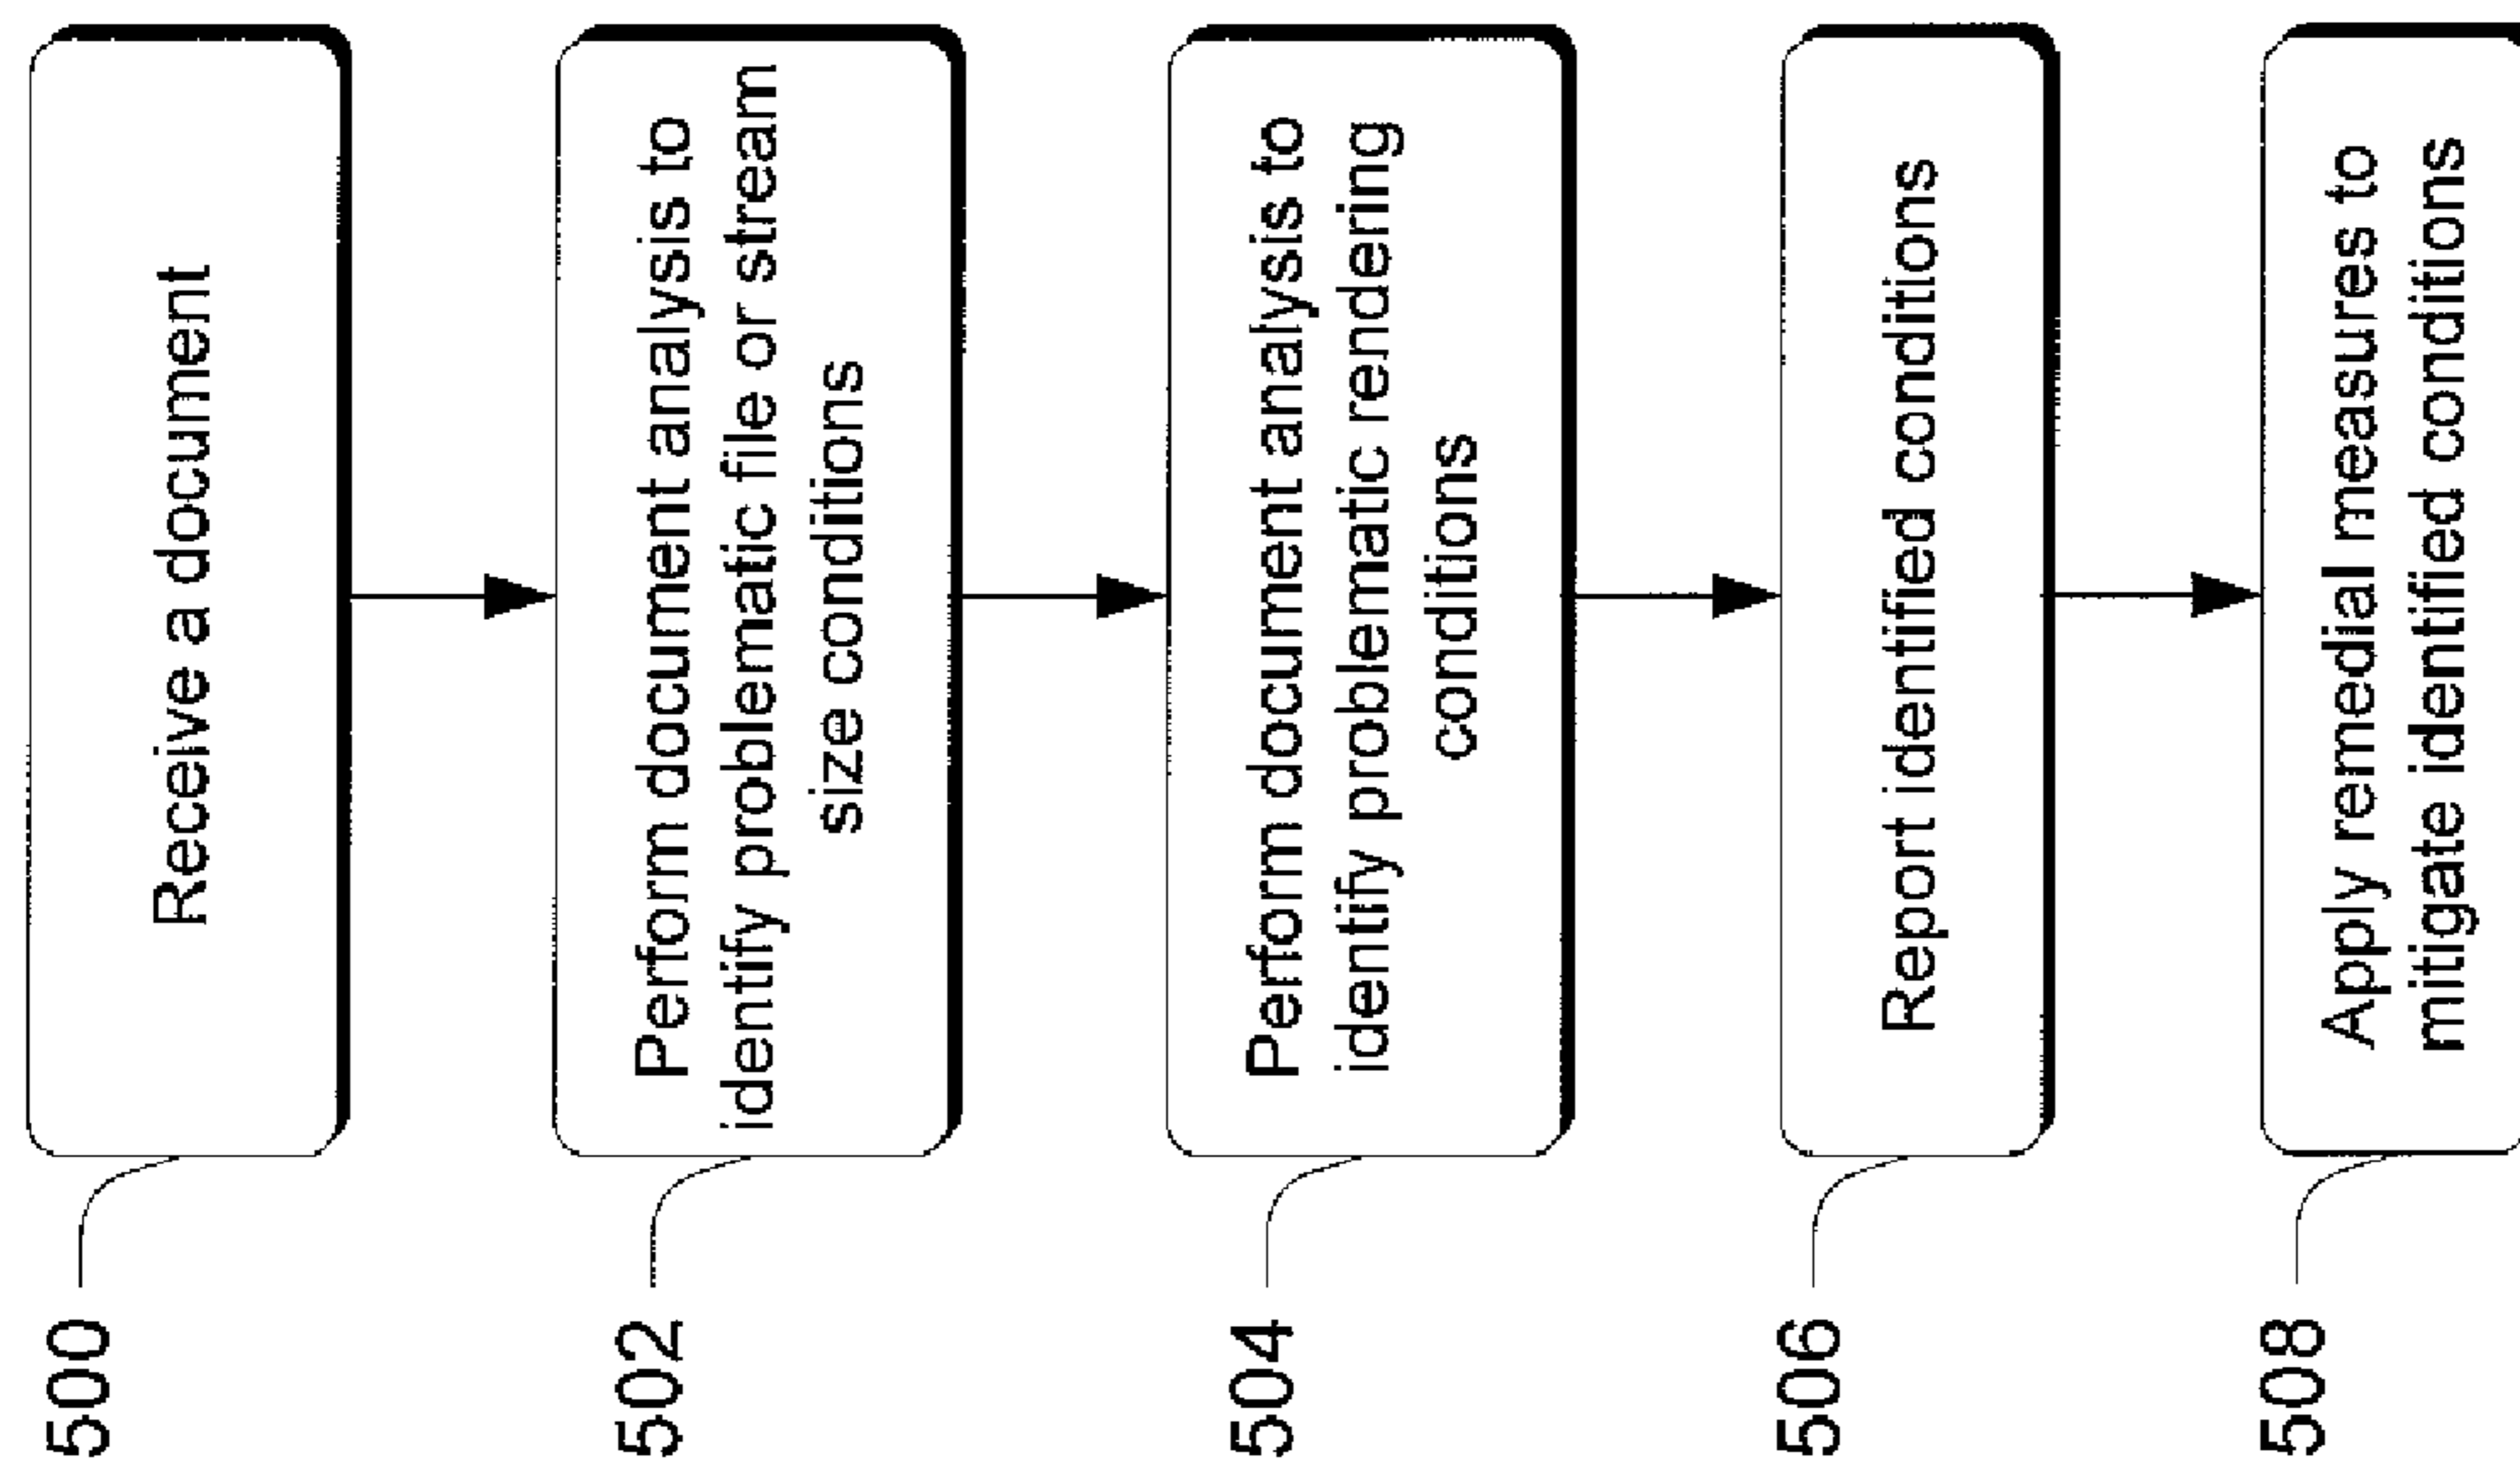 500
Receive a document
502
Perform document analysis to
identify problematic file or stream
size conditions
504
Perform document analysis to
identify problematic rendering
conditions
506
Report identified conditions
508
Apply remedial measures to
mitigate identified conditions